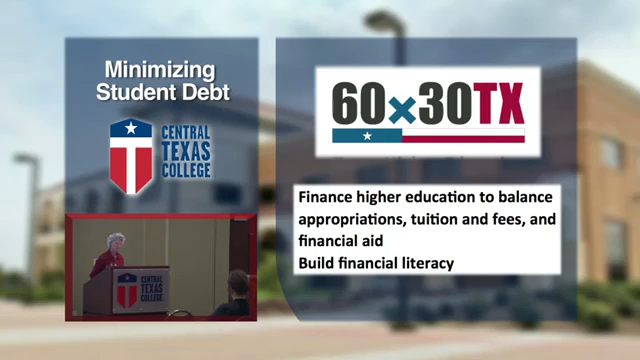 Minimizing
Student Debt
CENTRAL
TEXAS
COLLEGE
60x30TX
Finance higher education to balance
appropriations, tuition and fees, and
financial aid
Build financial literacy
CENTRAL
TEXAS
COLLEGE